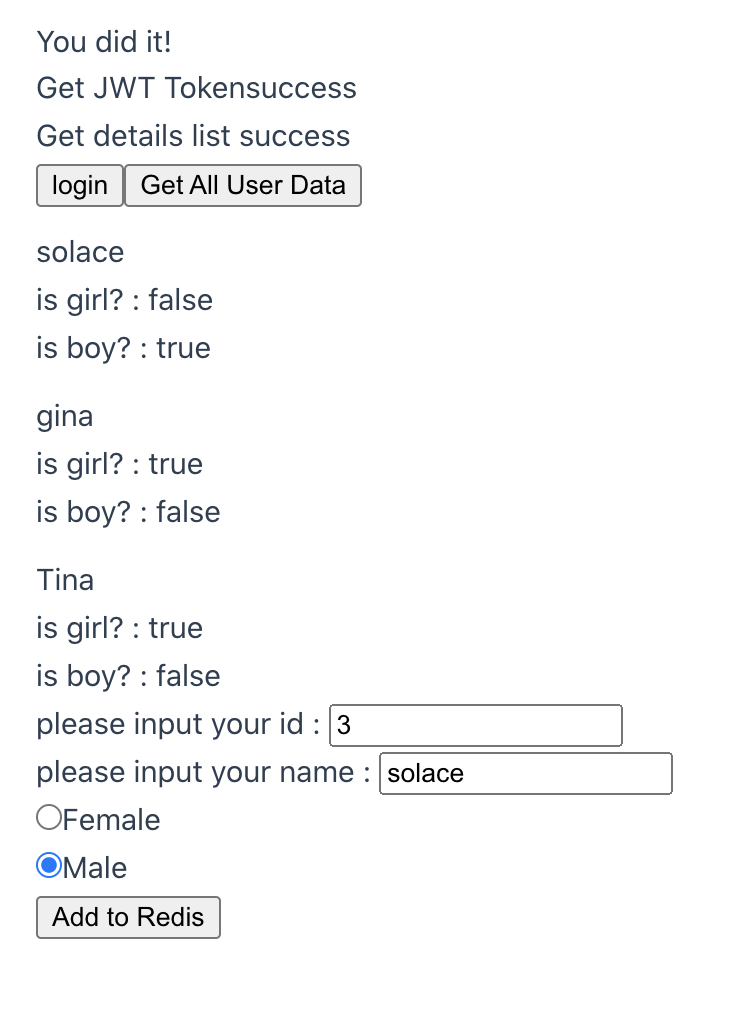 You did it!
Get JWT Tokensuccess
Get details list success
login Get All User Data
solace
is girl? : false
is boy? : true
gina
is girl? : true
is boy? : false
Tina
is girl? : true
is boy? : false
please input your id : 3
please input your name : solace
Female
Male
Add to Redis